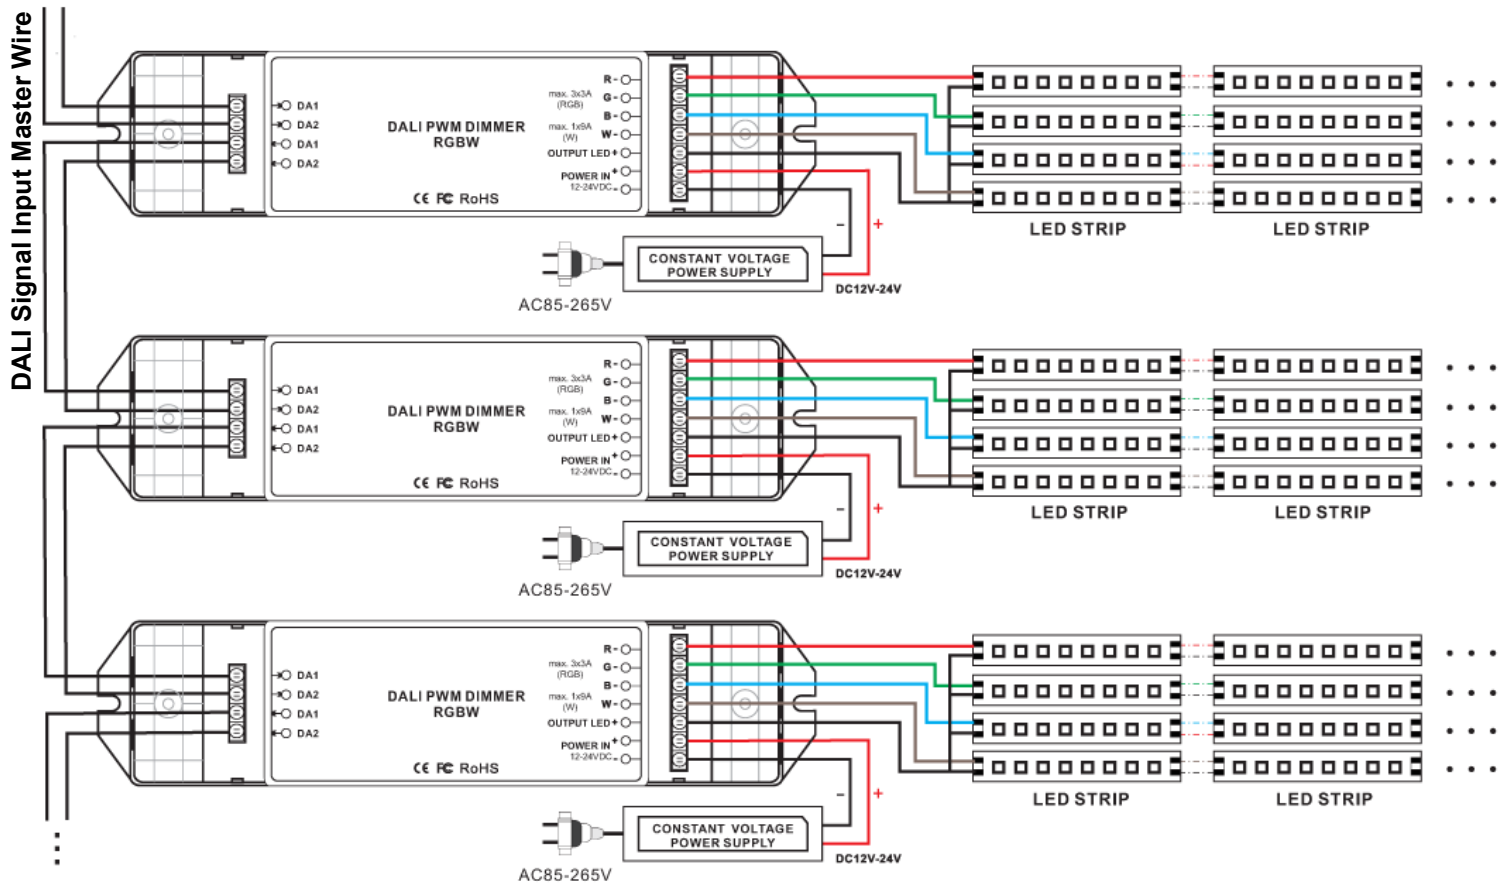 DALI Signal Input Master Wire
DA1
DA2
DA1
DA2
DALI PWM DIMMER
RGBW
CE FC RoHS
R-
max. 3x3A
(RGB)
G-
B-
max. 1x9A
(W)
W-
OUTPUT LED+
POWER IN +
12-24VDC -
LED STRIP
LED STRIP
- +
CONSTANT VOLTAGE
POWER SUPPLY
DC12V-24V
AC85-265V
DA1
DA2
DA1
DA2
DALI PWM DIMMER
RGBW
CE FC RoHS
R-
max. 3x3A
(RGB)
G-
B-
max. 1x9A
(W)
W-
OUTPUT LED+
POWER IN +
12-24VDC -
LED STRIP
LED STRIP
- +
CONSTANT VOLTAGE
POWER SUPPLY
DC12V-24V
AC85-265V
DA1
DA2
DA1
DA2
DALI PWM DIMMER
RGBW
CE FC RoHS
R-
max. 3x3A
(RGB)
G-
B-
max. 1x9A
(W)
W-
OUTPUT LED+
POWER IN +
12-24VDC -
LED STRIP
LED STRIP
- +
CONSTANT VOLTAGE
POWER SUPPLY
DC12V-24V
AC85-265V